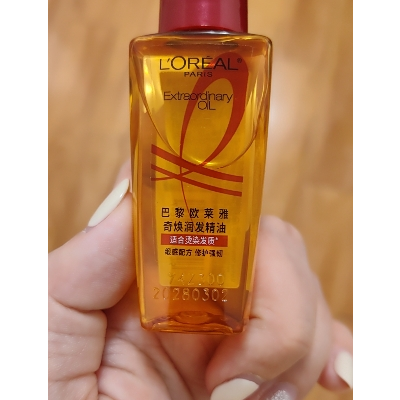 L'ORÉAL
PARIS
Extraordinary
OIL
巴黎欧莱雅
奇焕润发精油
适合烫染发质*
20280302